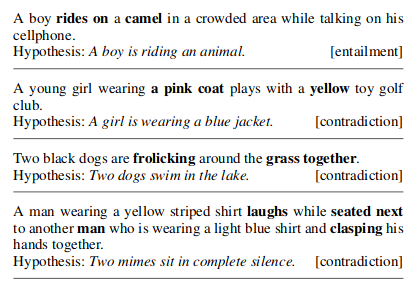 A boy rides on a camel in a crowded area while talking on his
cellphone.
Hypothesis: A boy is riding an animal. [entailment]
A young girl wearing a pink coat plays with a yellow toy golf
club.
Hypothesis: A girl is wearing a blue jacket. [contradiction]
Two black dogs are frolicking around the grass together.
Hypothesis: Two dogs swim in the lake. [contradiction]
A man wearing a yellow striped shirt laughs while seated next
to another man who is wearing a light blue shirt and clasping his
hands together.
Hypothesis: Two mimes sit in complete silence. [contradiction]